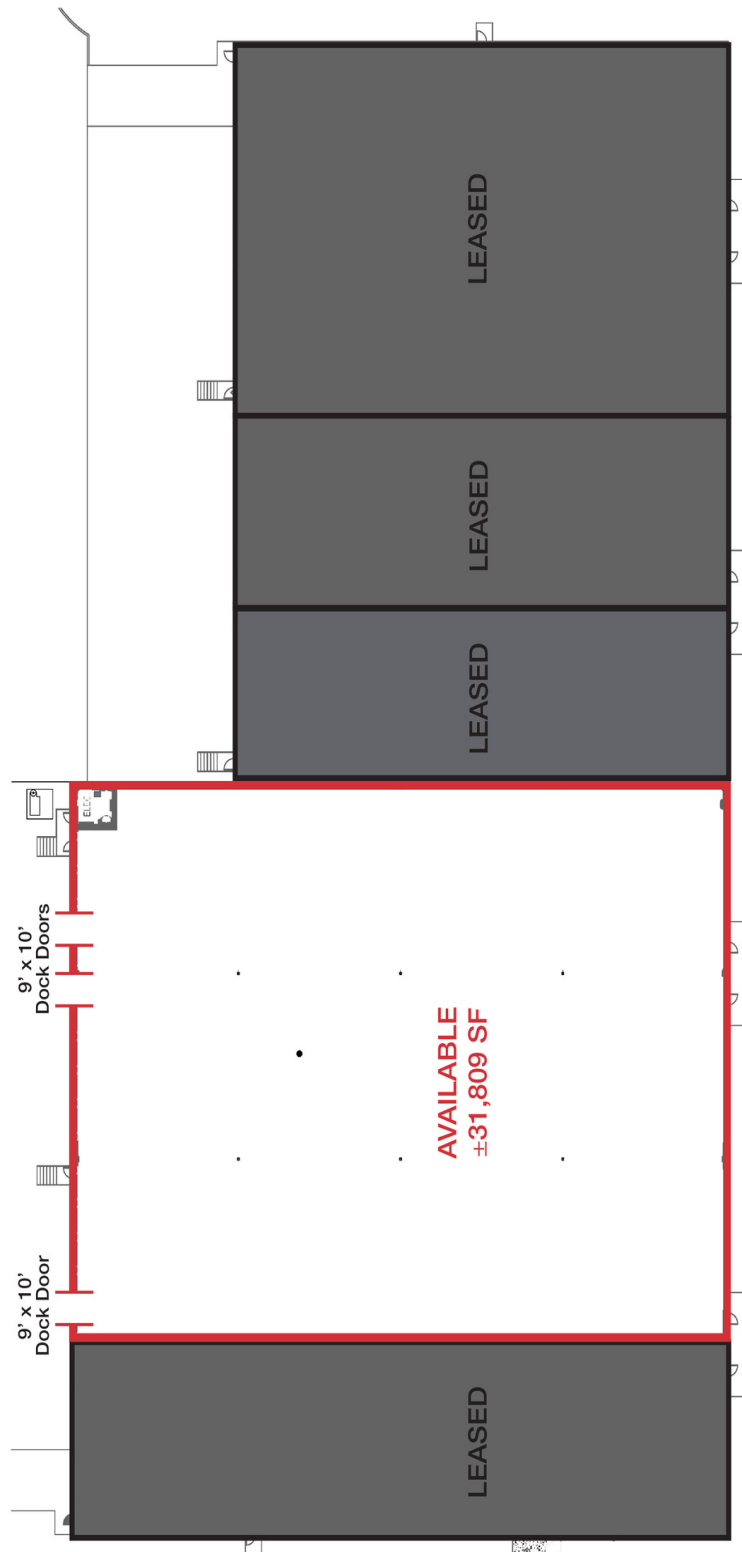 LEASED
LEASED
LEASED
ELEC
9’ x 10’
Dock Doors
AVAILABLE
±31,809 SF
9’ x 10’
Dock Door
LEASED